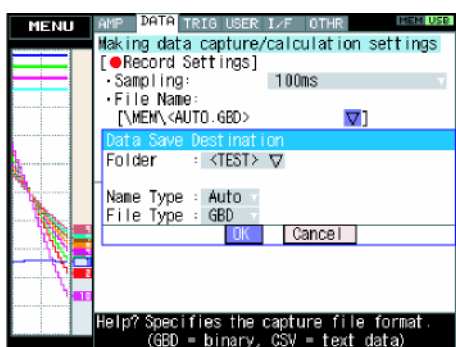 MENU
AMP DATA TRIG USER I/F OTHR MEM USB
Making data capture/calculation settings
[●Record Settings]
・Sampling: 100ms
・File Name:
[\MEM\<AUTO.GBD> ▽]
Data Save Destination
Folder : <TEST> ▽
Name Type : Auto
File Type : GBD
OK Cancel
2
10
Help? Specifies the capture file format.
(GBD = binary, CSV = text data)